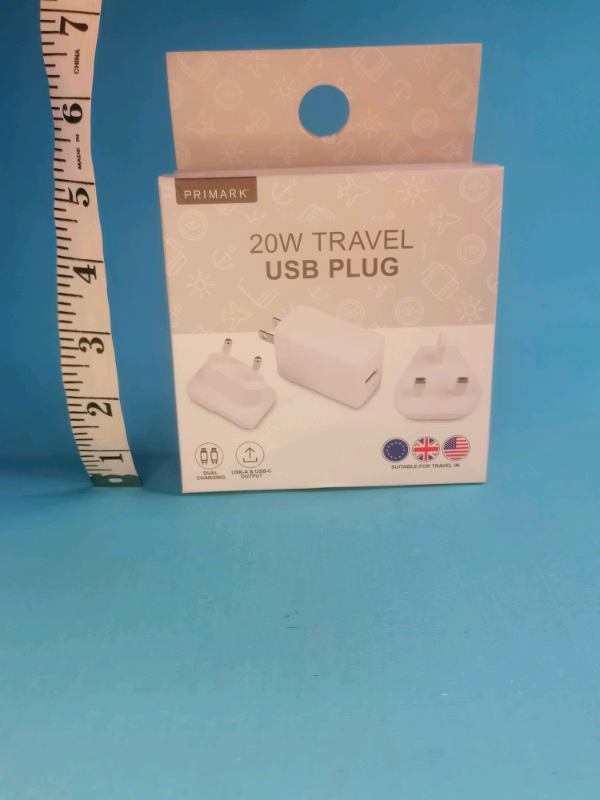 7
CHINA
6
MADE IN
5
4
3
2
1
PRIMARK
20W TRAVEL
USB PLUG
DUAL
CHARGING
USB-A & USB-C
OUTPUT
SUITABLE FOR TRAVEL IN